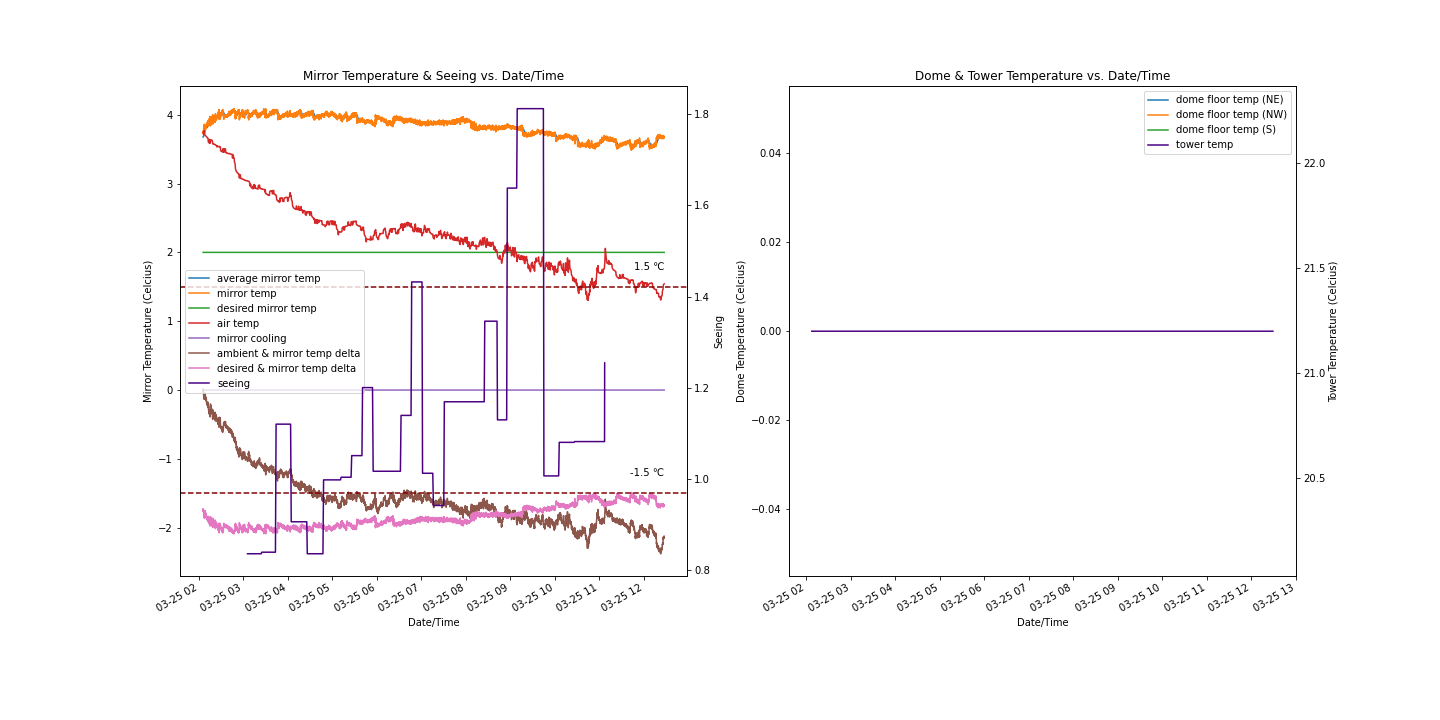 Mirror Temperature & Seeing vs. Date/Time
4
3
2
1
0
−1
−2
Mirror Temperature (Celcius)
average mirror temp
mirror temp
desired mirror temp
air temp
mirror cooling
ambient & mirror temp delta
desired & mirror temp delta
seeing
1.5 °C
-1.5 °C
1.8
1.6
1.4
1.2
1.0
0.8
Seeing
03-25 02
03-25 03
03-25 04
03-25 05
03-25 06
03-25 07
03-25 08
03-25 09
03-25 10
03-25 11
03-25 12
Date/Time
Dome & Tower Temperature vs. Date/Time
0.04
0.02
0.00
−0.02
−0.04
Dome Temperature (Celcius)
dome floor temp (NE)
dome floor temp (NW)
dome floor temp (S)
tower temp
22.0
21.5
21.0
20.5
Tower Temperature (Celcius)
03-25 02
03-25 03
03-25 04
03-25 05
03-25 06
03-25 07
03-25 08
03-25 09
03-25 10
03-25 11
03-25 12
03-25 13
Date/Time